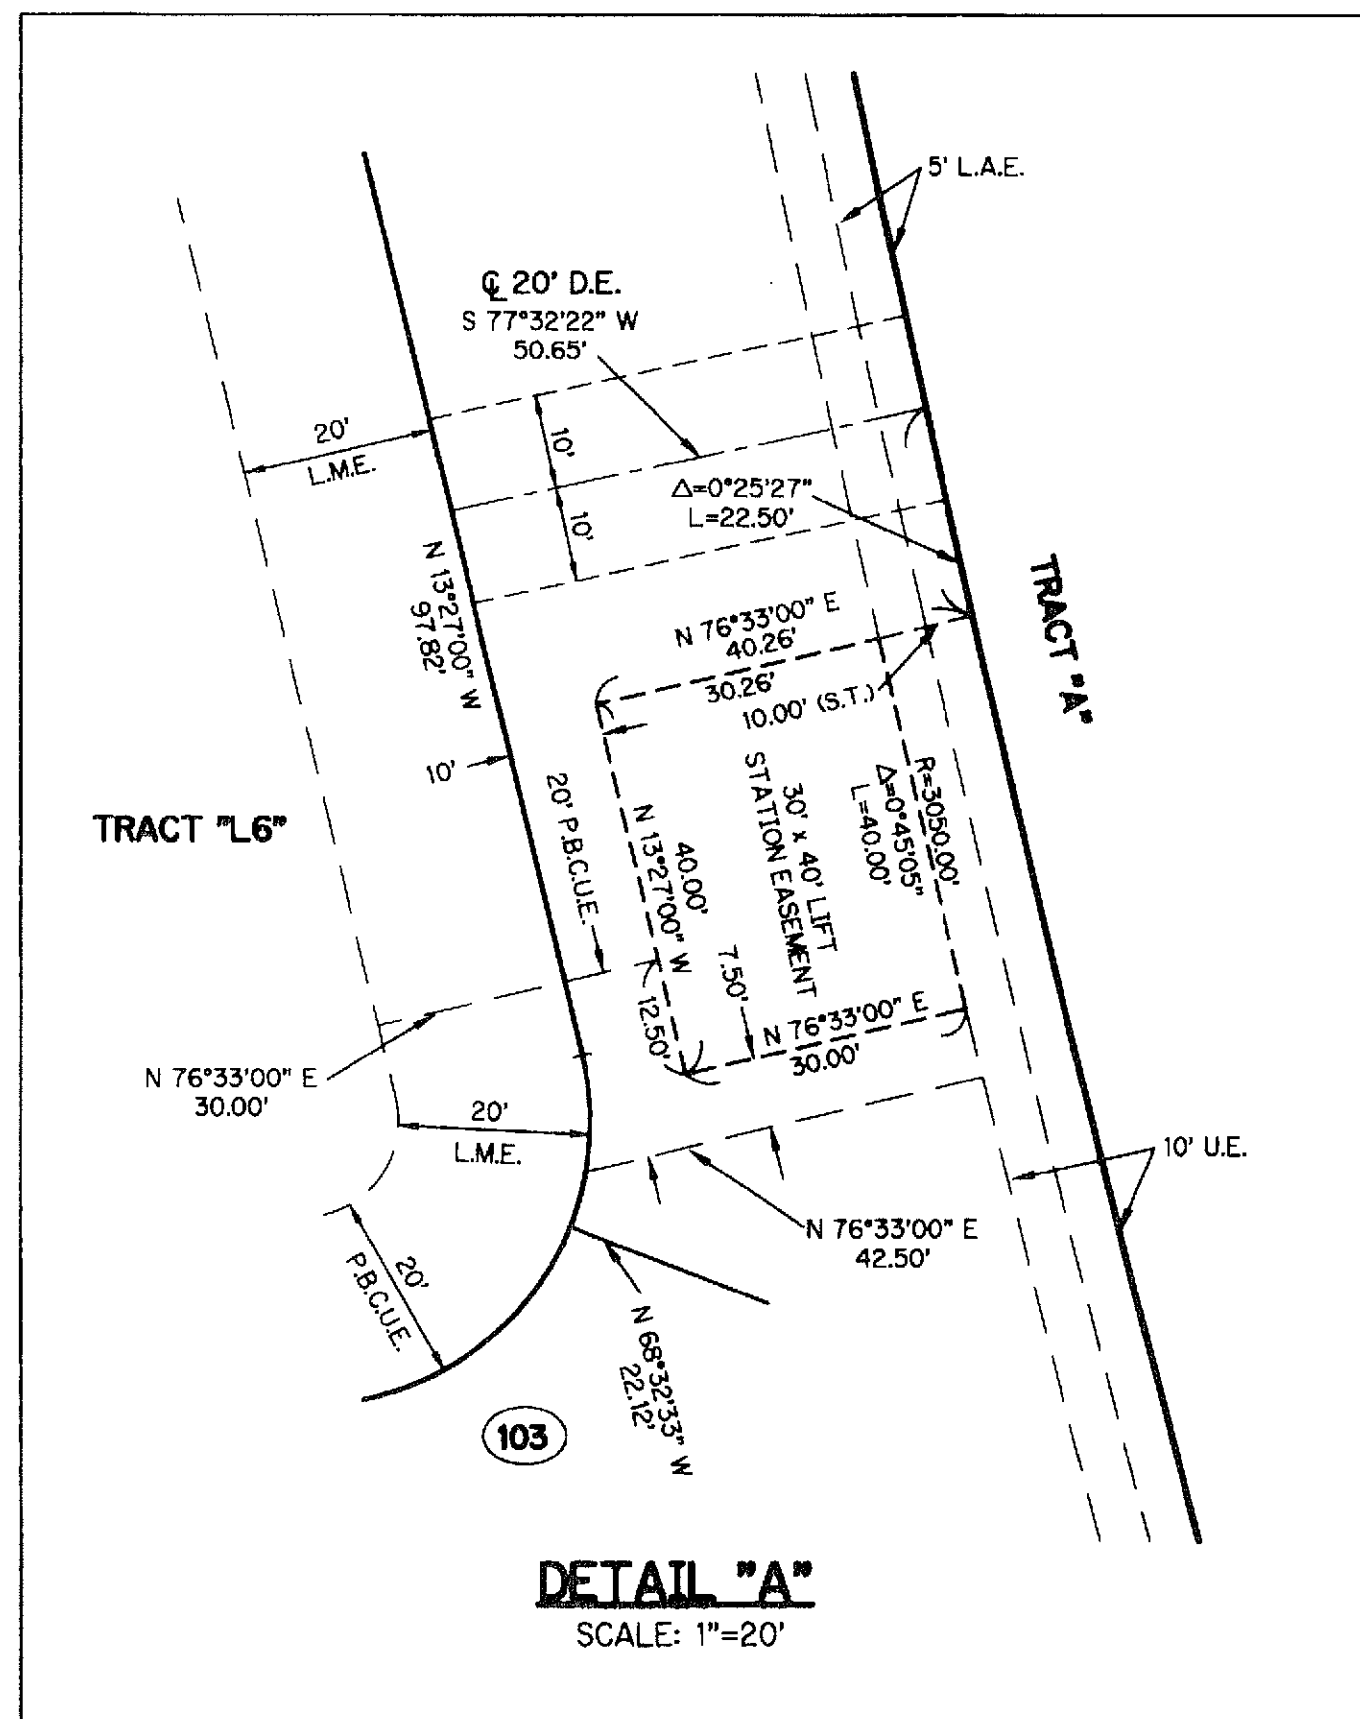 5' L.A.E.
℄ 20' D.E.
S 77°32'22" W
50.65'
20'
L.M.E.
10'
10'
Δ=0°25'27"
L=22.50'
N 13°27'00" W
97.82'
TRACT "A"
N 76°33'00" E
40.26'
30.26'
10.00' (S.T.)
10'
20' P.B.C.U.E.
TRACT "L6"
40.00'
N 13°27'00" W
30' x 40' LIFT
STATION EASEMENT
R=3050.00'
Δ=0°45'05"
L=40.00'
7.50'
12.50'
N 76°33'00" E
30.00'
N 76°33'00" E
30.00'
20'
L.M.E.
10' U.E.
N 76°33'00" E
42.50'
20'
P.B.C.U.E.
N 68°32'33" W
22.12'
103
DETAIL "A"
SCALE: 1"=20'